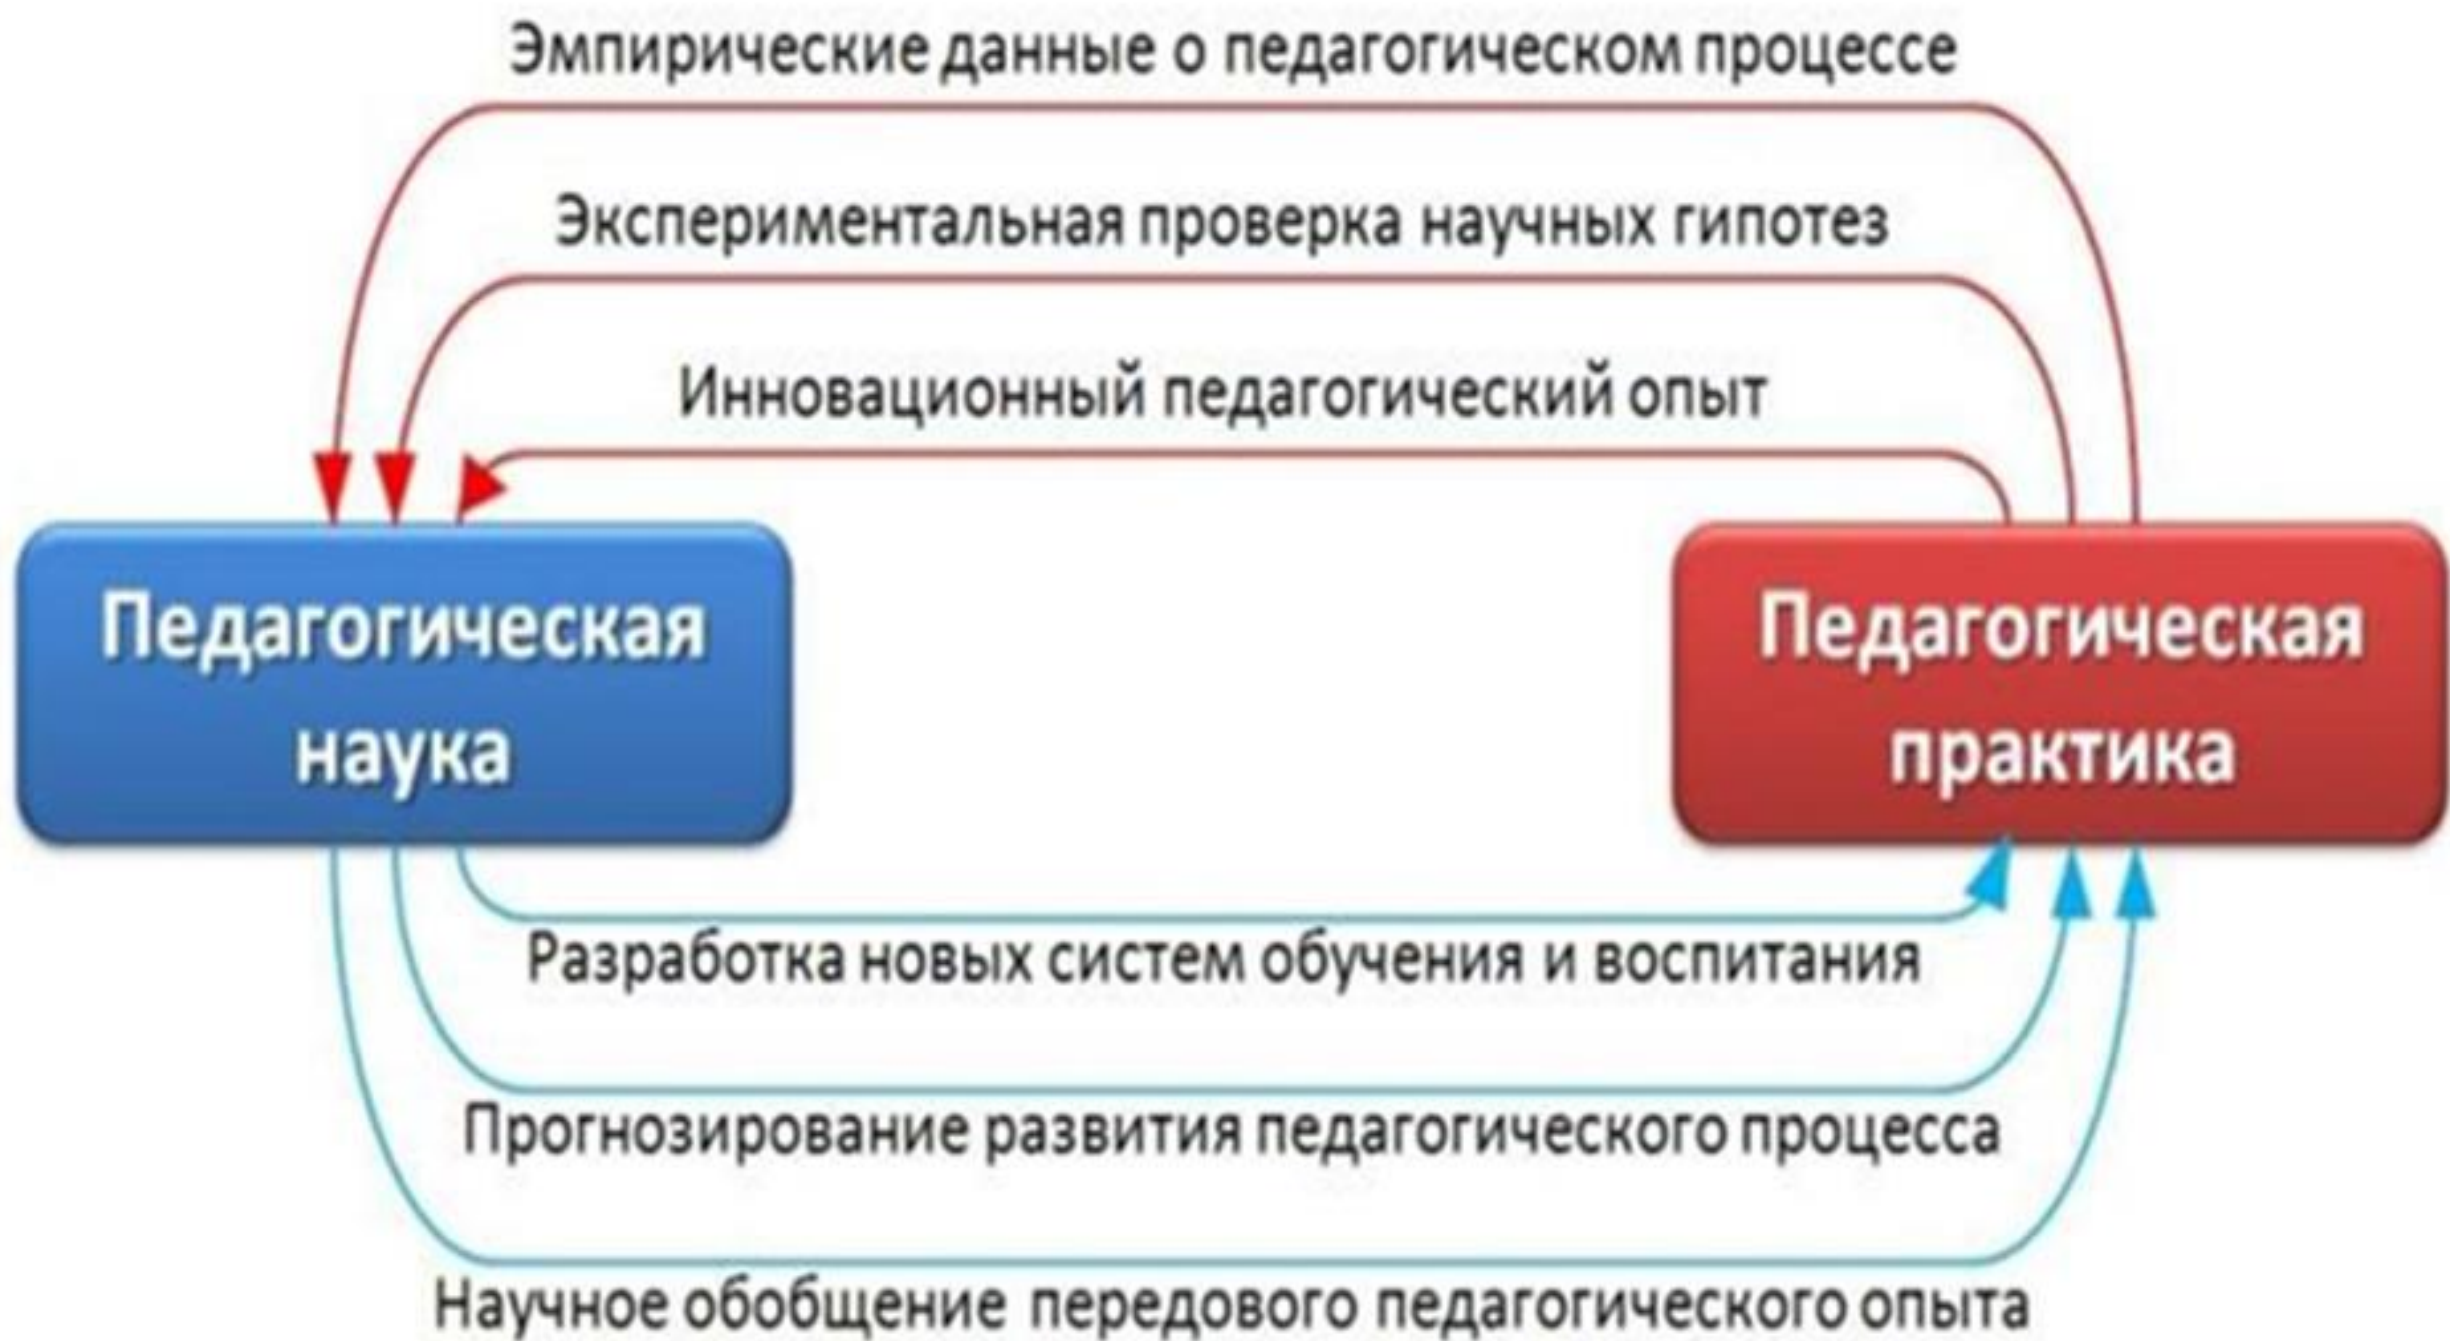 Эмпирические данные о педагогическом процессе
Экспериментальная проверка научных гипотез
Инновационный педагогический опыт
Педагогическая
наука
Педагогическая
практика
Разработка новых систем обучения и воспитания
Прогнозирование развития педагогического процесса
Научное обобщение передового педагогического опыта